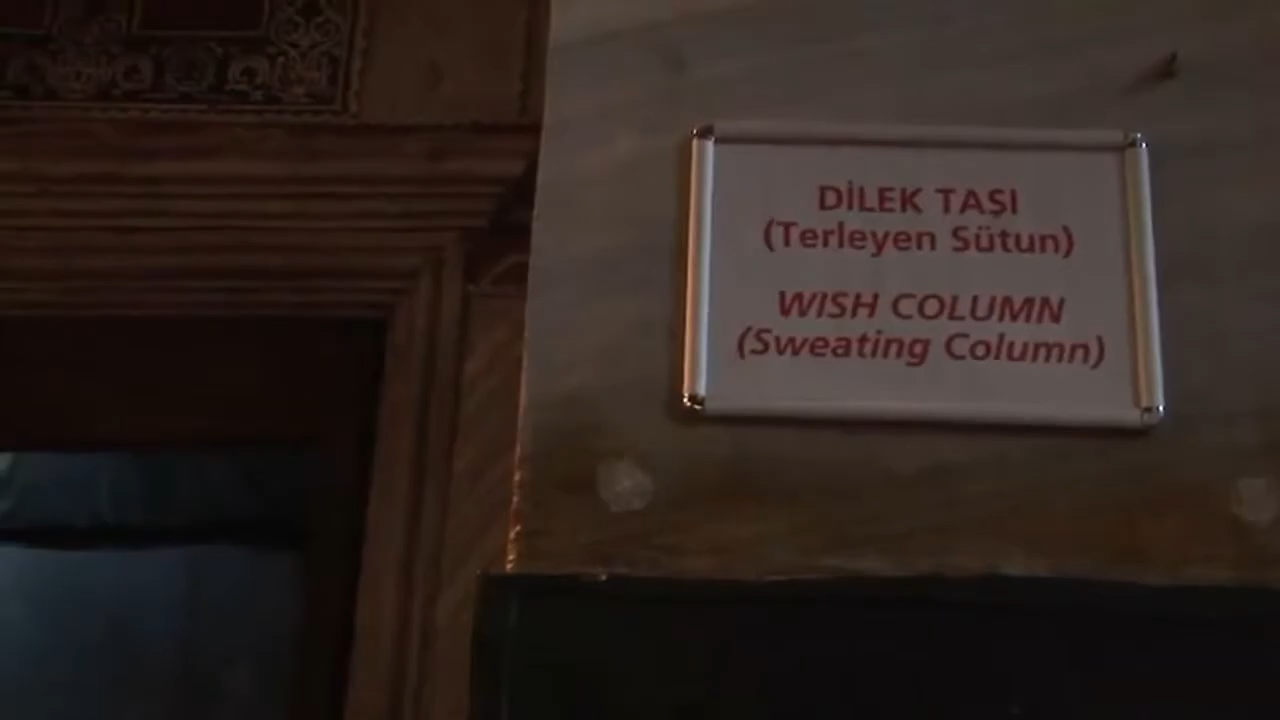 DİLEK TAŞI
(Terleyen Sütun)
WISH COLUMN
(Sweating Column)